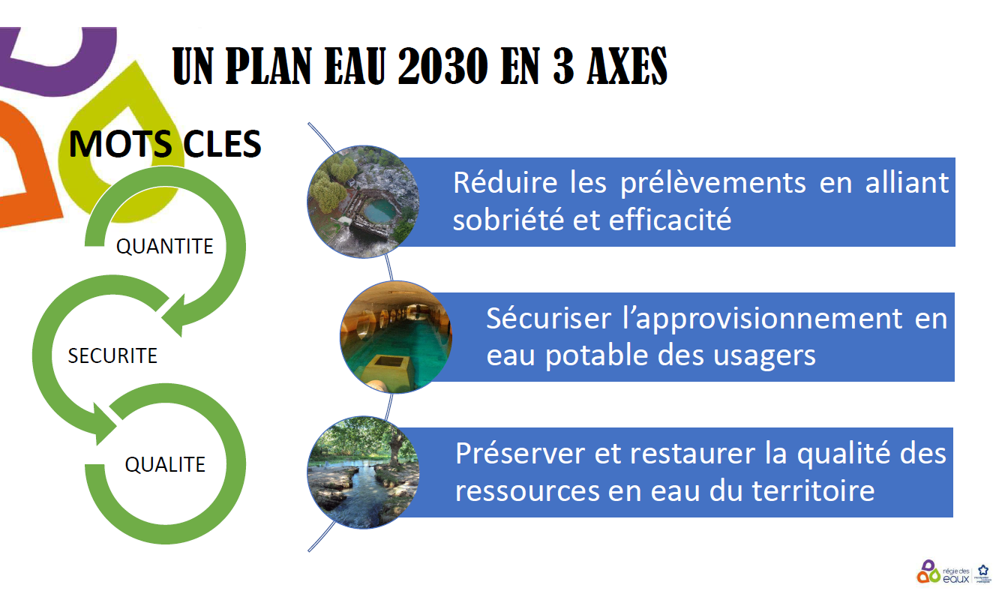 UN PLAN EAU 2030 EN 3 AXES
MOTS CLES
QUANTITE
SECURITE
QUALITE
Réduire les prélèvements en alliant
sobriété et efficacité
Sécuriser l’approvisionnement en
eau potable des usagers
Préserver et restaurer la qualité des
ressources en eau du territoire
régie des
eaux